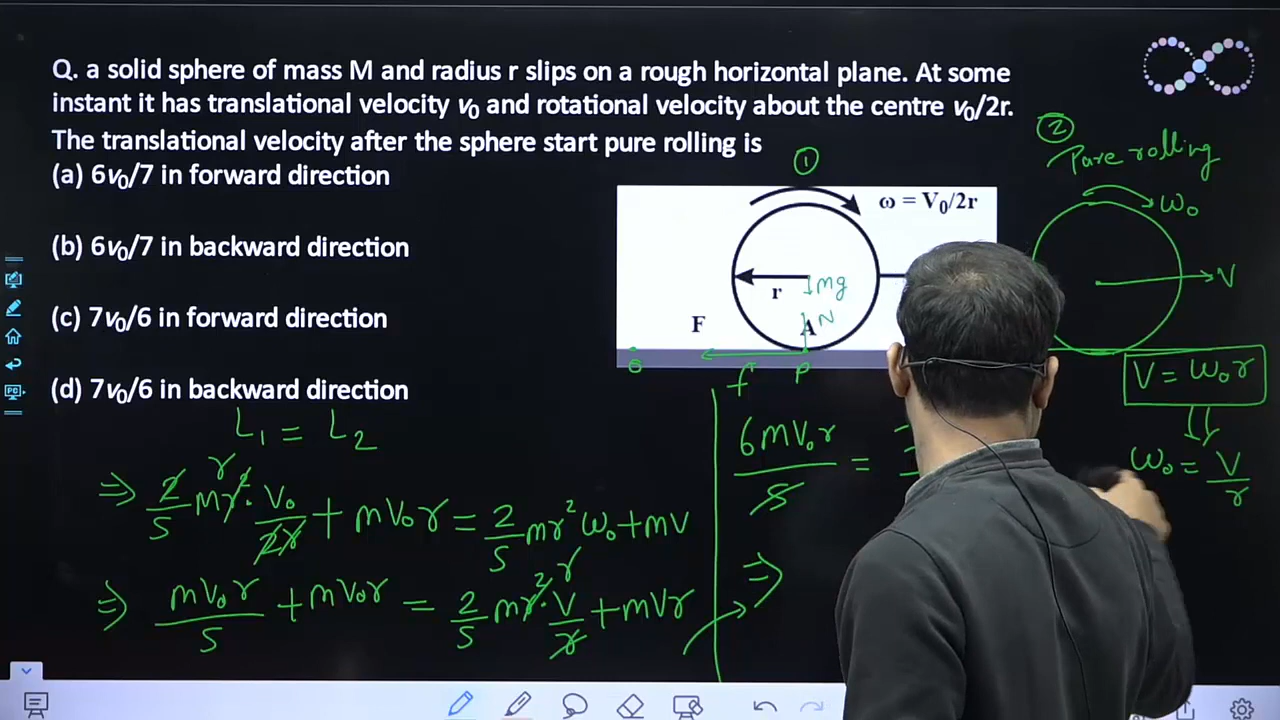 Q. a solid sphere of mass M and radius r slips on a rough horizontal plane. At some
instant it has translational velocity v₀ and rotational velocity about the centre v₀/2r.
The translational velocity after the sphere start pure rolling is
(a) 6v₀/7 in forward direction
(b) 6v₀/7 in backward direction
(c) 7v₀/6 in forward direction
(d) 7v₀/6 in backward direction
①
ω = V₀/2r
r
mg
N
F
A
f
P
②
Pure rolling
ω₀
V
V = ω₀r
ω₀ = V/r
L₁ = L₂
⇒ 2/5 Mr²·V₀/2r + mV₀r = 2/5 mr²ω₀ + mV
⇒ mV₀r/5 + mV₀r = 2/5 mr²·V/r + mVr
6mV₀r/5 =
⇒